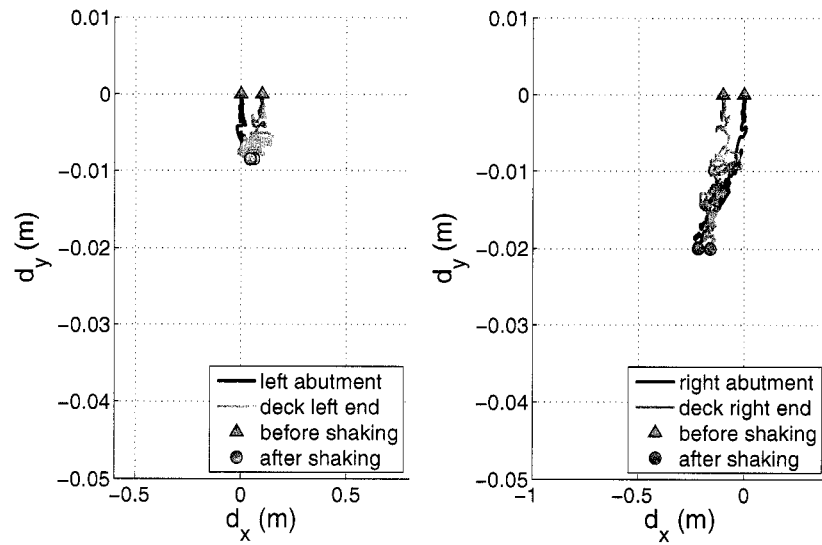 0.01
0
-0.01
-0.02
-0.03
-0.04
-0.05
d_y (m)
left abutment
deck left end
before shaking
after shaking
-0.5
0
0.5
d_x (m)
0.01
0
-0.01
-0.02
-0.03
-0.04
-0.05
d_y (m)
right abutment
deck right end
before shaking
after shaking
-1
-0.5
0
d_x (m)